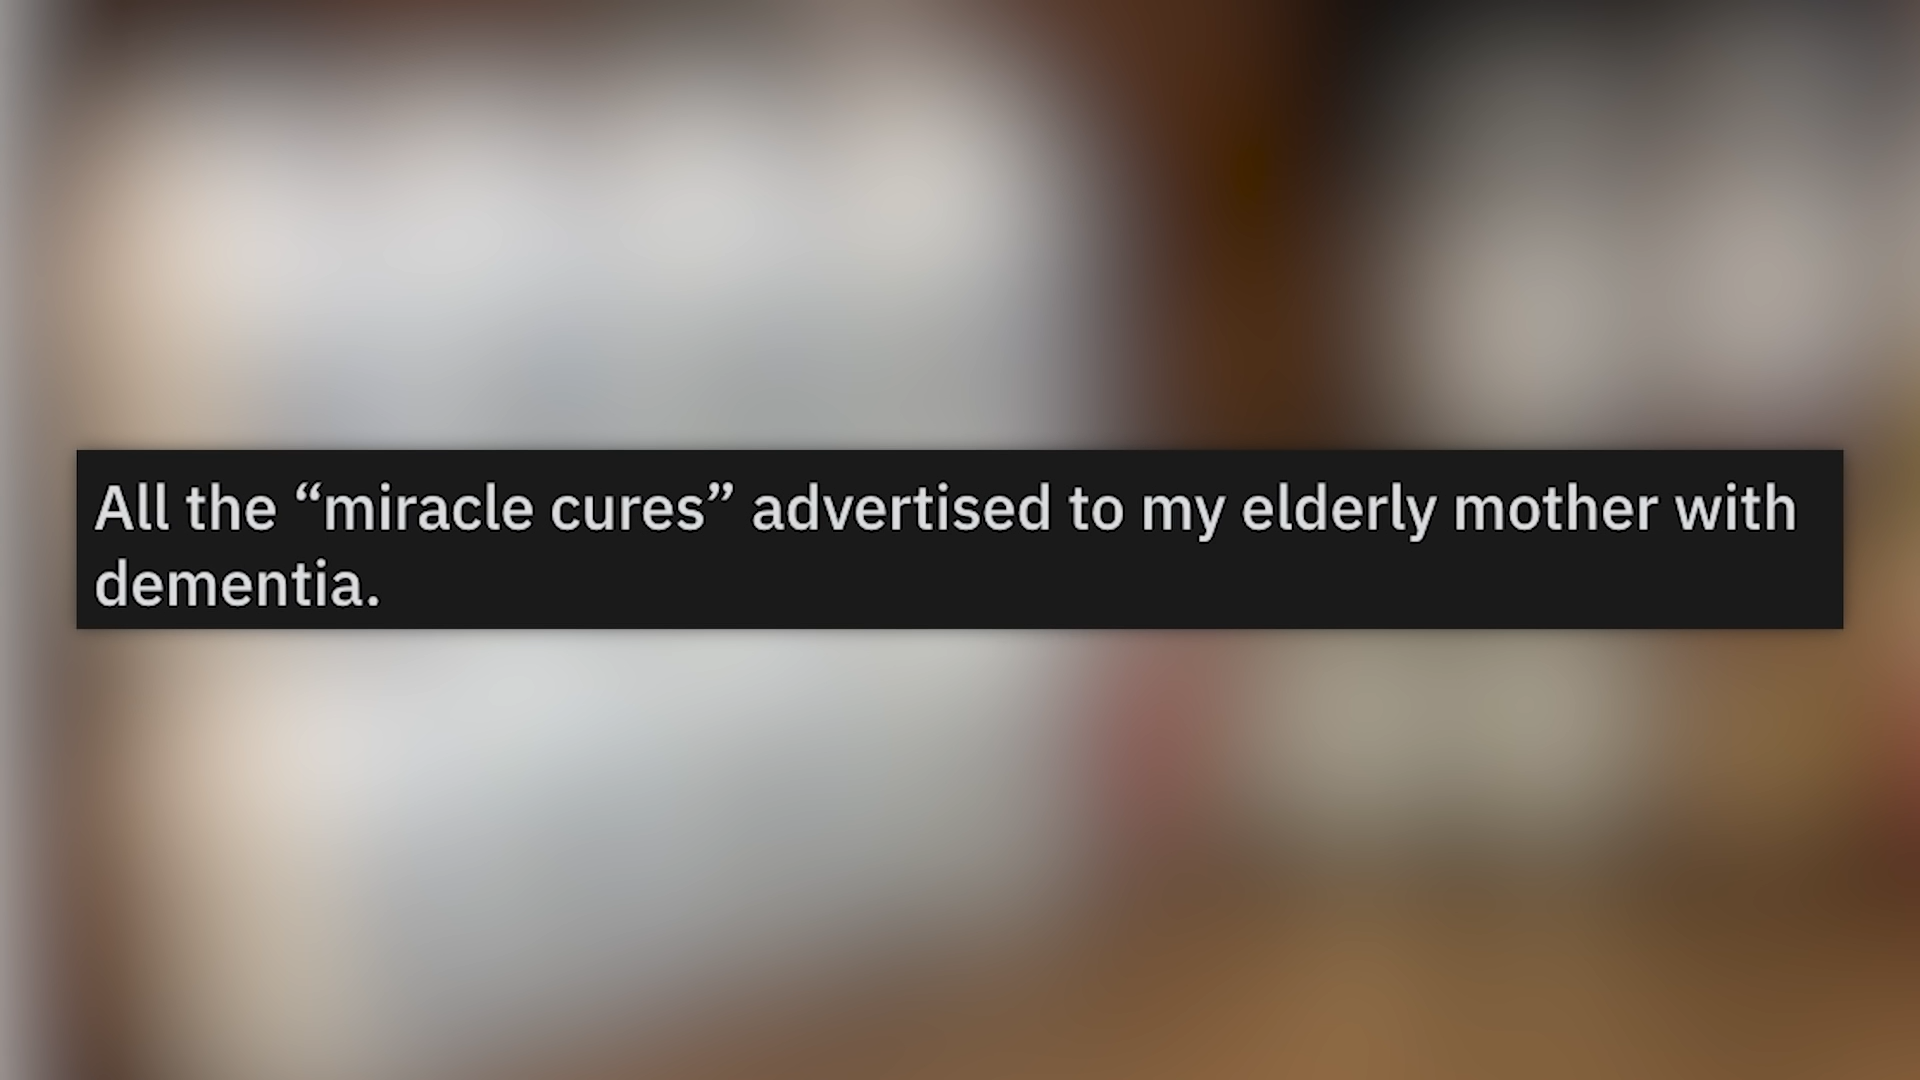 All the “miracle cures” advertised to my elderly mother with
dementia.